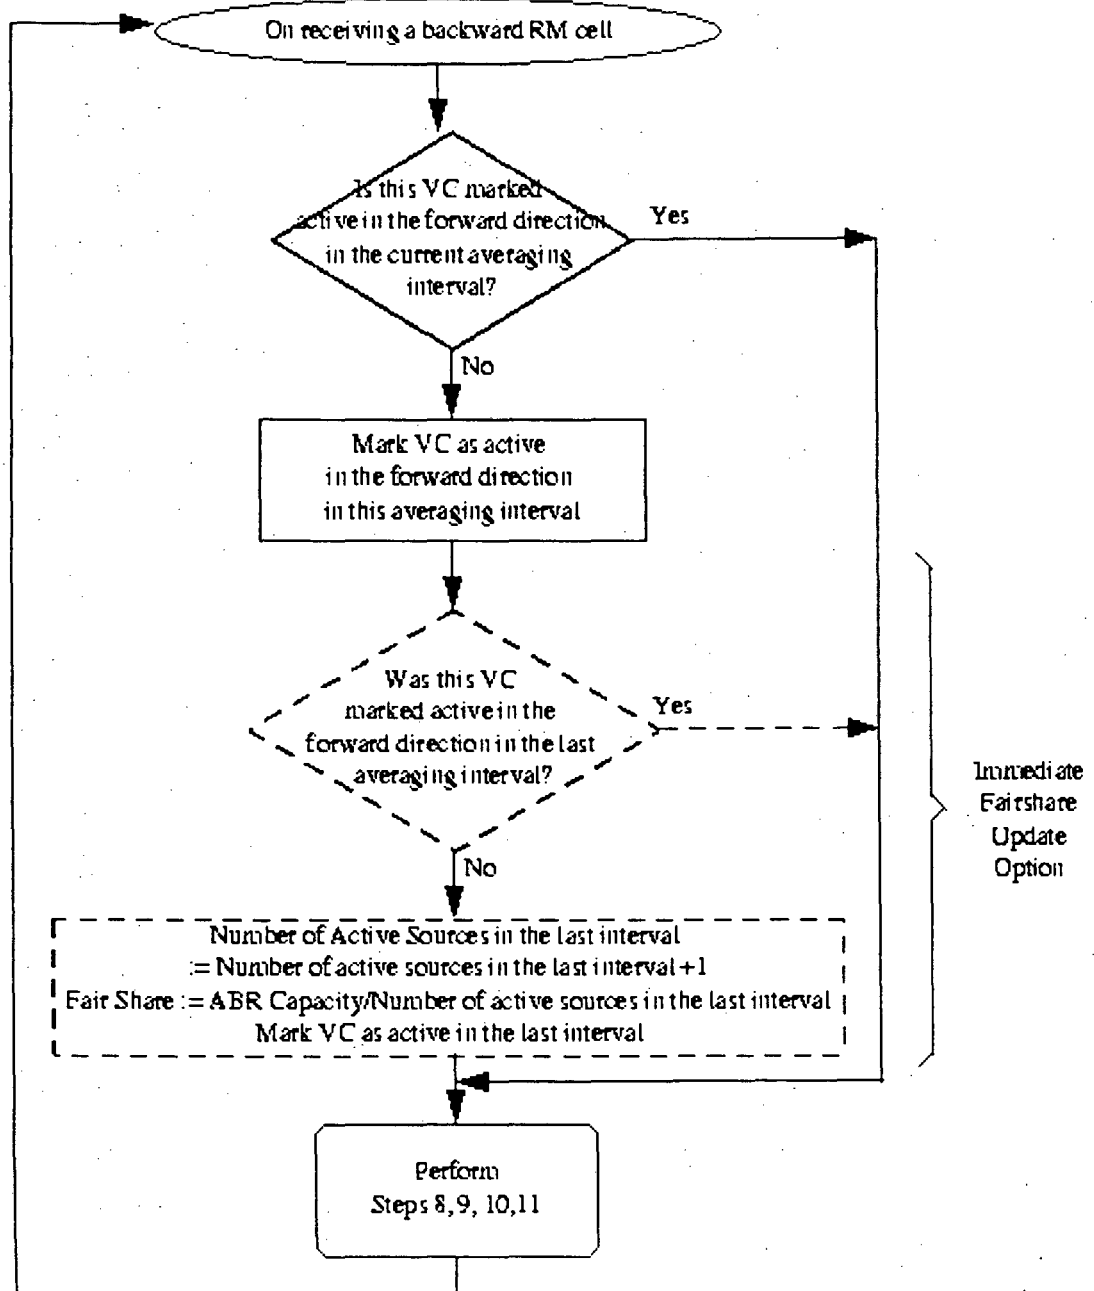 On receiving a backward RM cell
Is this VC marked
active in the forward direction
in the current averaging
interval?
Yes
No
Mark VC as active
in the forward direction
in this averaging interval
Was this VC
marked active in the
forward direction in the last
averaging interval?
Yes
No
Immediate
Fairshare
Update
Option
Number of Active Sources in the last interval
:= Number of active sources in the last interval +1
Fair Share := ABR Capacity/Number of active sources in the last interval
Mark VC as active in the last interval
Perform
Steps 8,9, 10,11